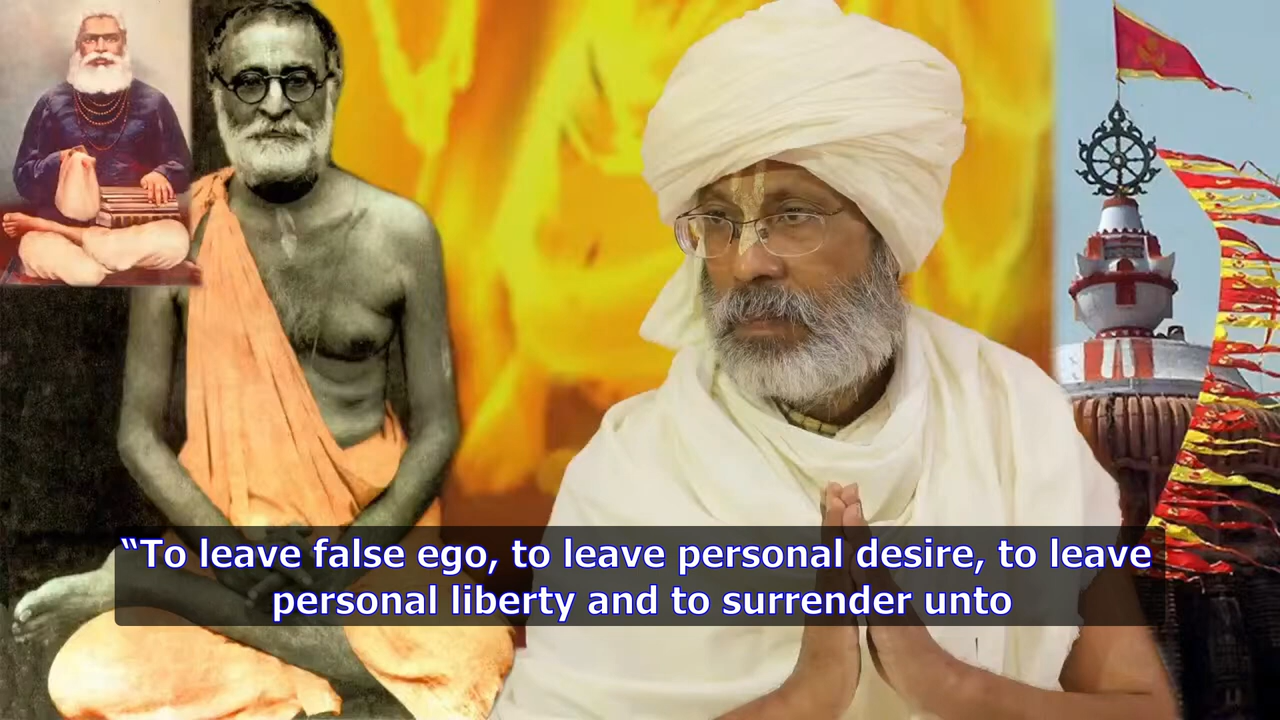 “To leave false ego, to leave personal desire, to leave
personal liberty and to surrender unto